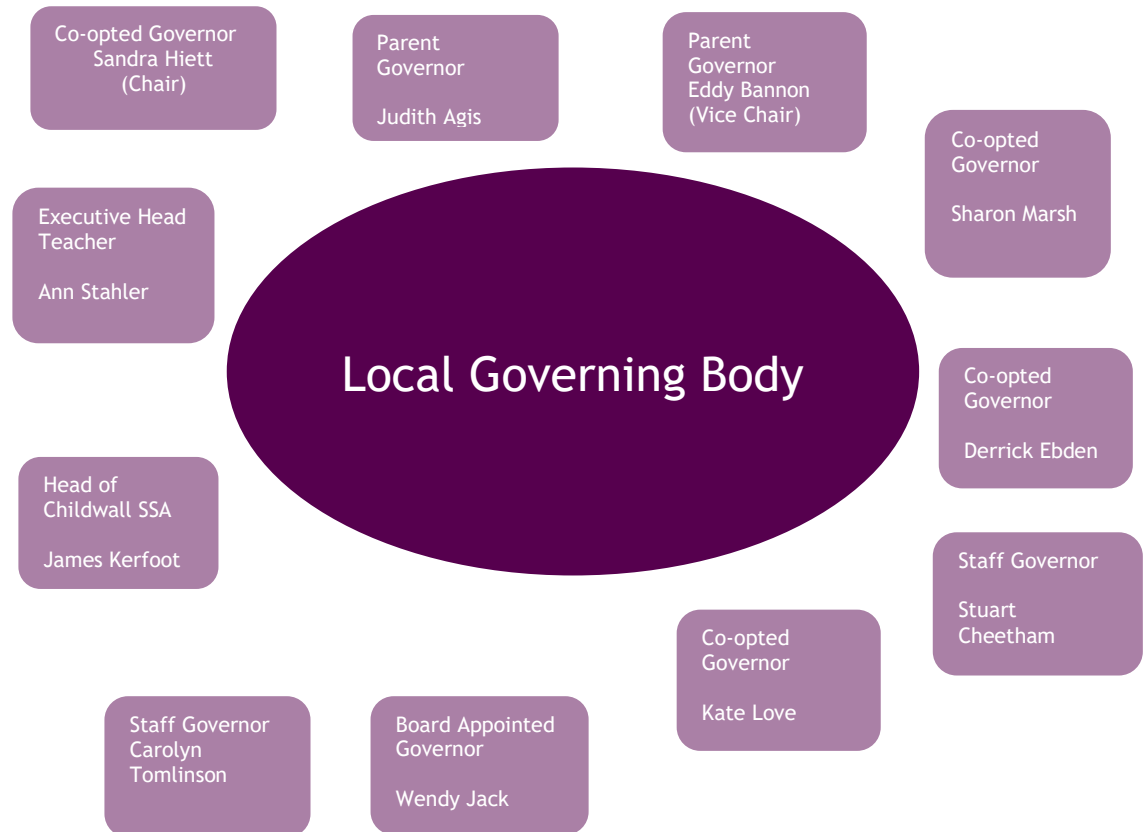 Co-opted Governor
Sandra Hiett
(Chair)
Parent
Governor
Judith Agis
Parent
Governor
Eddy Bannon
(Vice Chair)
Co-opted
Governor
Sharon Marsh
Executive Head
Teacher
Ann Stahler
Local Governing Body
Co-opted
Governor
Derrick Ebden
Head of
Childwall SSA
James Kerfoot
Staff Governor
Stuart
Cheetham
Co-opted
Governor
Kate Love
Staff Governor
Carolyn
Tomlinson
Board Appointed
Governor
Wendy Jack